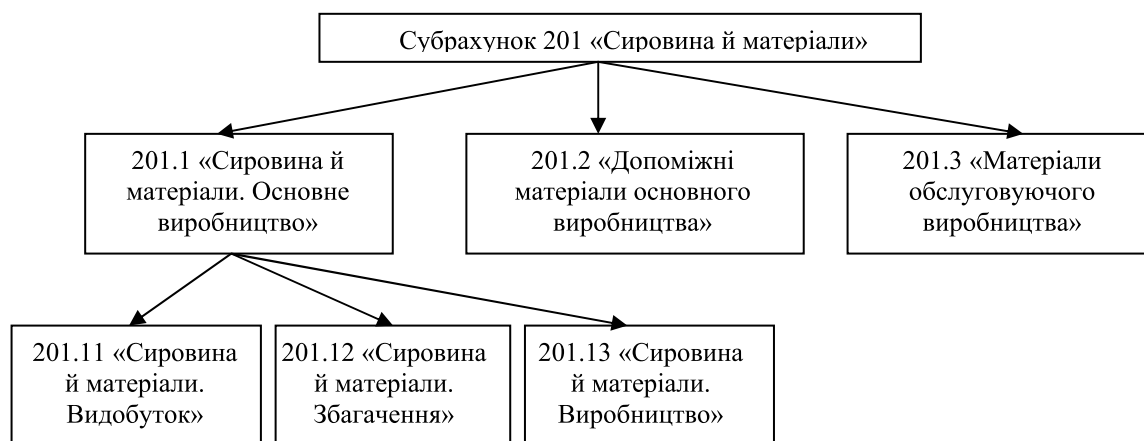 Субрахунок 201 «Сировина й матеріали»
201.1 «Сировина й
матеріали. Основне
виробництво»
201.2 «Допоміжні
матеріали основного
виробництва»
201.3 «Матеріали
обслуговуючого
виробництва»
201.11 «Сировина
й матеріали.
Видобуток»
201.12 «Сировина
й матеріали.
Збагачення»
201.13 «Сировина
й матеріали.
Виробництво»